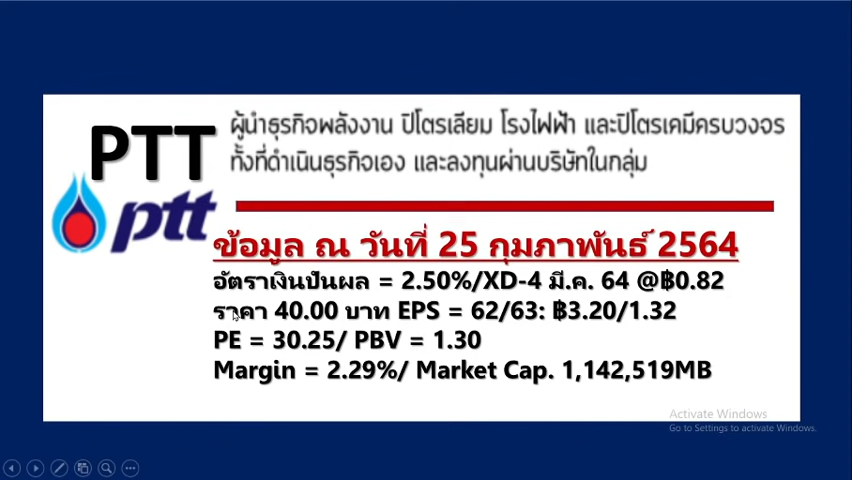 PTT
ผู้นำธุรกิจพลังงาน ปิโตรเลียม โรงไฟฟ้า และปิโตรเคมีครบวงจร
ทั้งที่ดำเนินธุรกิจเอง และลงทุนผ่านบริษัทในกลุ่ม
ptt
ข้อมูล ณ วันที่ 25 กุมภาพันธ์ 2564
อัตราเงินปันผล = 2.50%/XD-4 มี.ค. 64 @฿0.82
ราคา 40.00 บาท EPS = 62/63: ฿3.20/1.32
PE = 30.25/ PBV = 1.30
Margin = 2.29%/ Market Cap. 1,142,519MB
Activate Windows
Go to Settings to activate Windows.